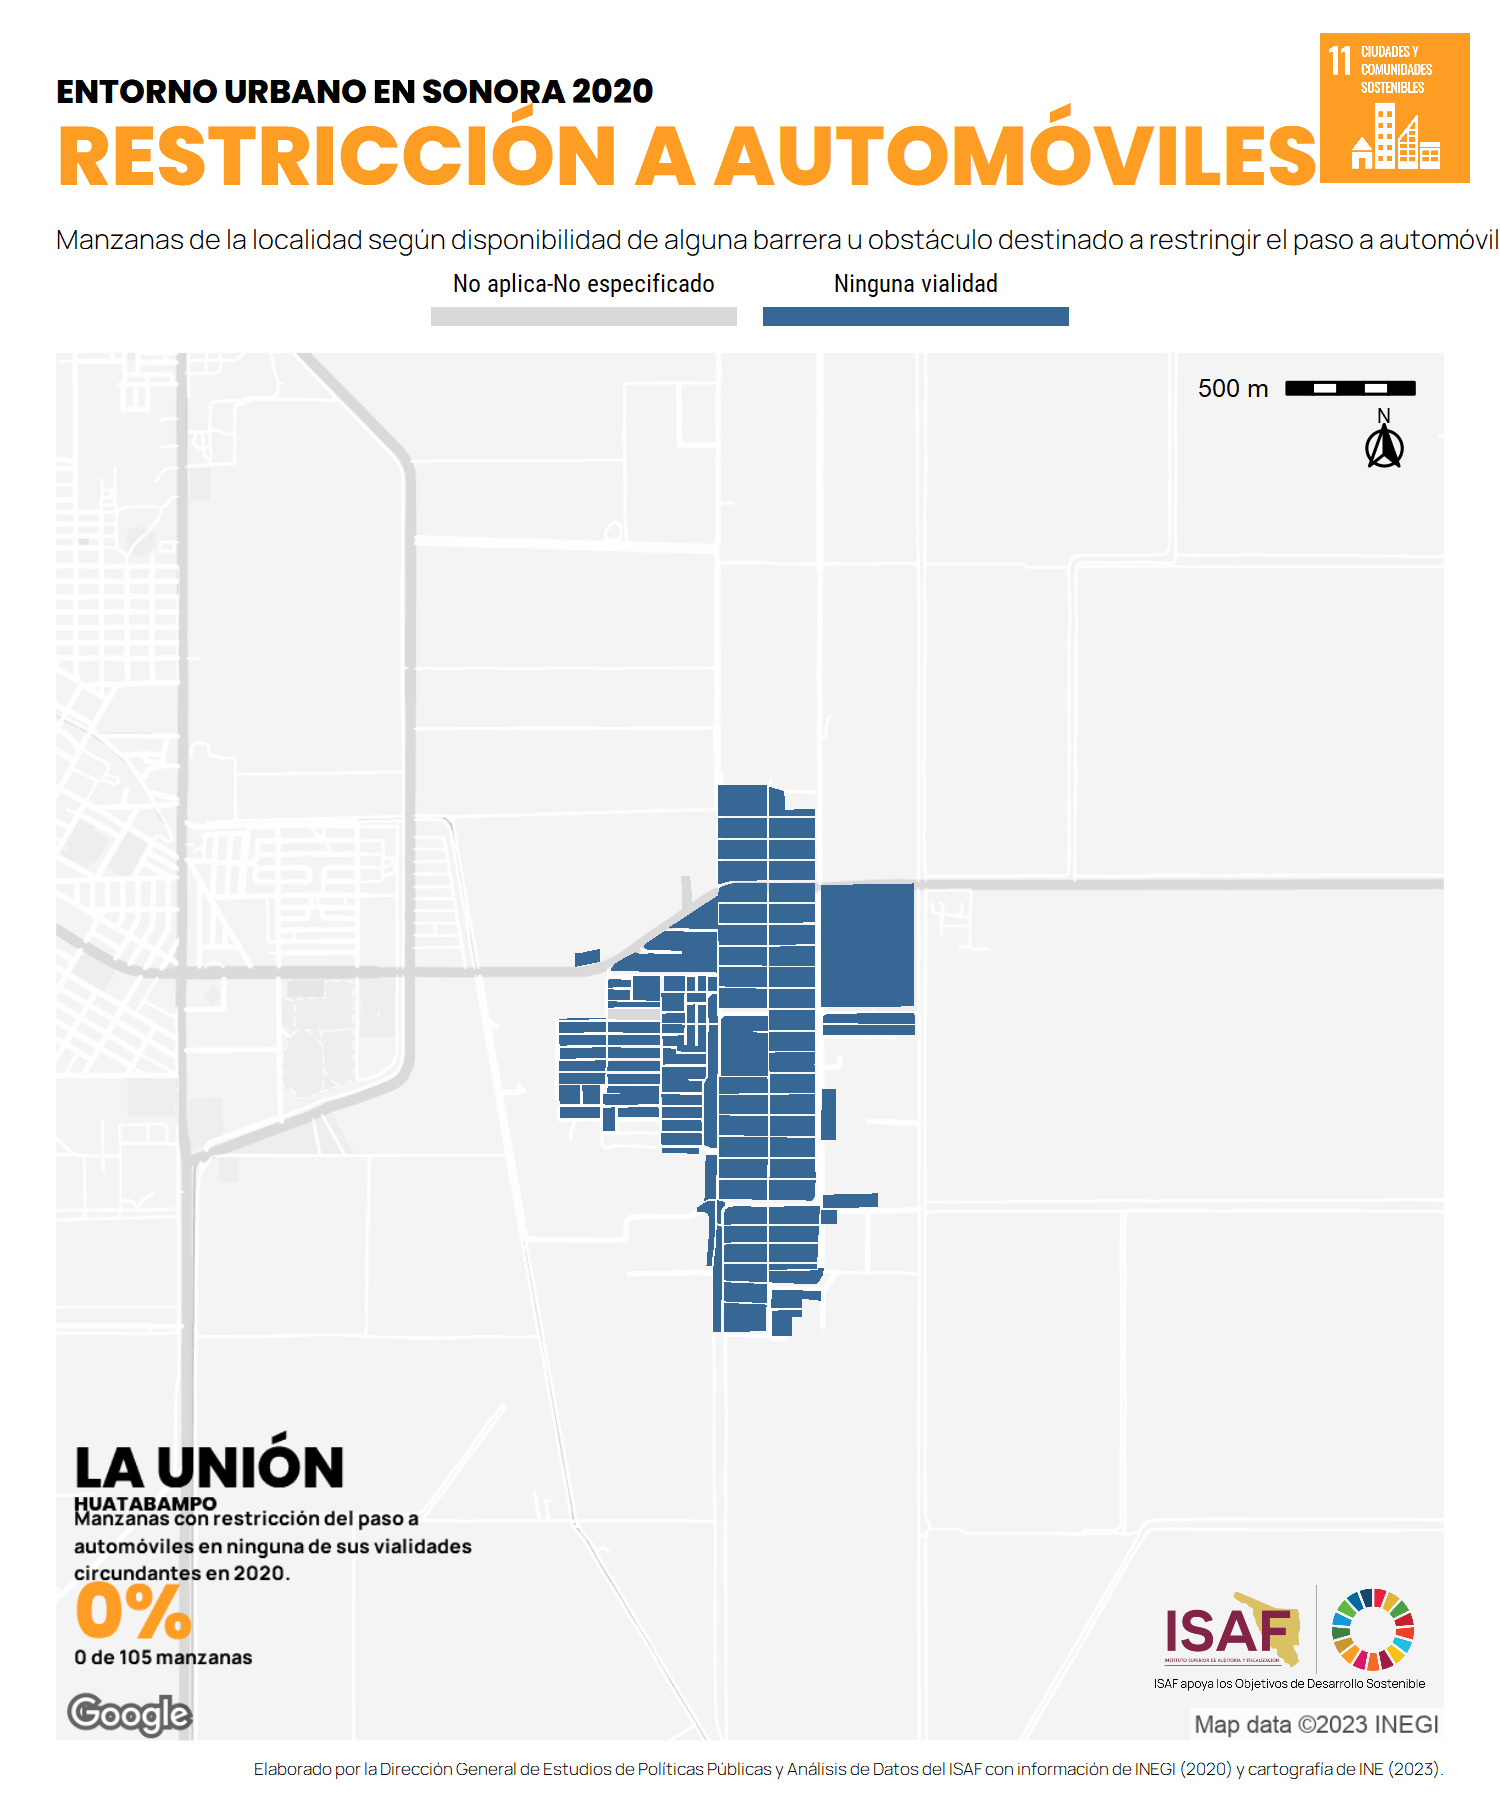 11 CIUDADES Y
COMUNIDADES
SOSTENIBLES
ENTORNO URBANO EN SONORA 2020
RESTRICCIÓN A AUTOMÓVILES
Manzanas de la localidad según disponibilidad de alguna barrera u obstáculo destinado a restringir el paso a automóvil
No aplica-No especificado
Ninguna vialidad
500 m
N
LA UNIÓN
HUATABAMPO
Manzanas con restricción del paso a
automóviles en ninguna de sus vialidades
circundantes en 2020.
0%
0 de 105 manzanas
Google
ISAF
INSTITUTO SUPERIOR DE AUDITORÍA Y FISCALIZACIÓN
ISAF apoya los Objetivos de Desarrollo Sostenible
Map data ©2023 INEGI
Elaborado por la Dirección General de Estudios de Políticas Públicas y Análisis de Datos del ISAF con información de INEGI (2020) y cartografía de INE (2023).